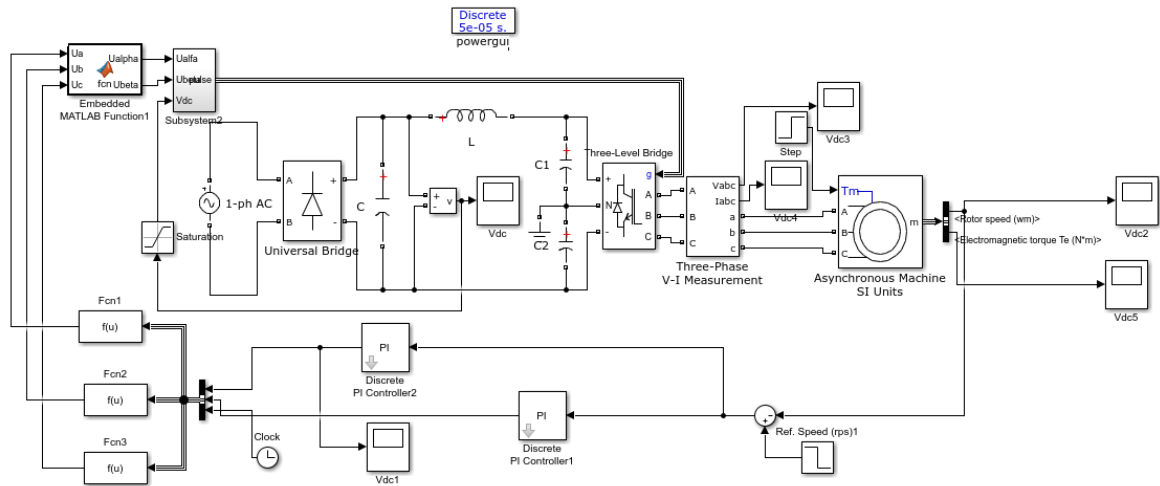 Discrete
5e-05 s.
powergui
Ua
Ub
Uc
fcn
Ualpha
Ubeta
Embedded
MATLAB Function1
Ualfa
Ubeta
pulse
Vdc
Subsystem2
L
C1
Three-Level Bridge
g
A
B
C
+
N
-
Step
Vdc3
Vabc
Iabc
A
B
C
a
b
c
Vdc4
Three-Phase
V-I Measurement
Tm
A
B
C
m
Asynchronous Machine
SI Units
<Rotor speed (wm)>
<Electromagnetic torque Te (N*m)>
Vdc2
Vdc5
1-ph AC
+
A
B
+
-
Universal Bridge
C
+
-
v
Vdc
C2
Saturation
Fcn1
f(u)
Fcn2
f(u)
Fcn3
f(u)
Clock
PI
Discrete
PI Controller2
PI
Discrete
PI Controller1
Vdc1
Ref. Speed (rps)1